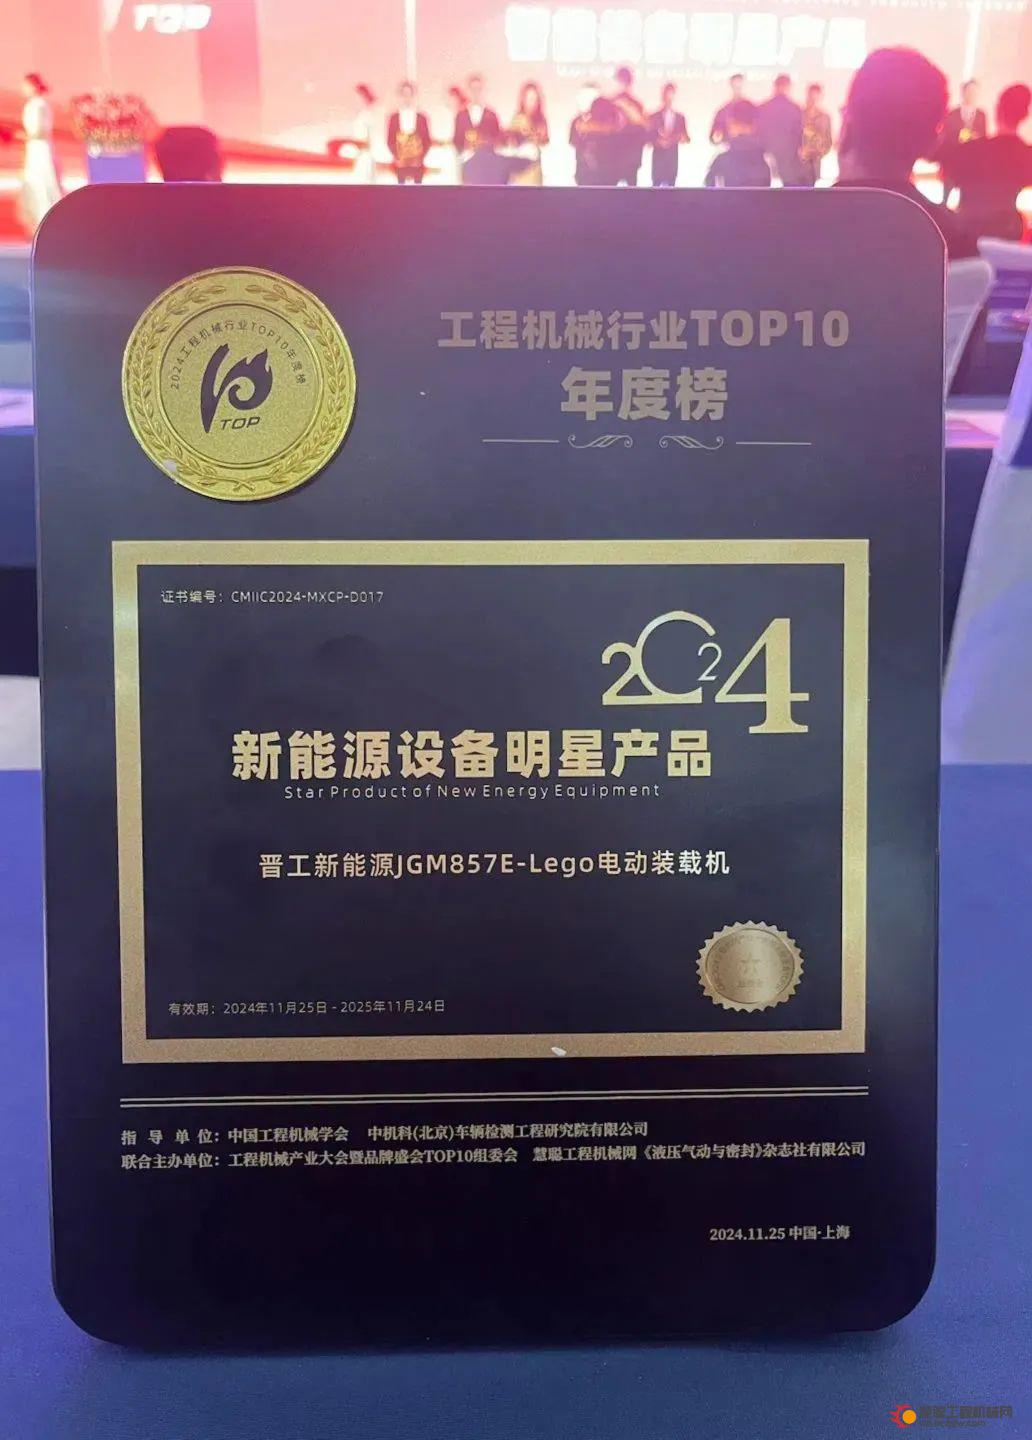 TOP
智能设备明星产品
2024工程机械行业TOP10年度榜
TOP
工程机械行业TOP10
年度榜
证书编号：CMIIC2024-MXCP-D017
2024
新能源设备明星产品
Star Product of New Energy Equipment
晋工新能源JGM857E-Lego电动装载机
有效期：2024年11月25日-2025年11月24日
指导单位：中国工程机械学会 中机科(北京)车辆检测工程研究院有限公司
联合主办单位：工程机械产业大会暨品牌盛会TOP10组委会 慧聪工程机械网《液压气动与密封》杂志社有限公司
2024.11.25 中国·上海
慧聪工程机械网